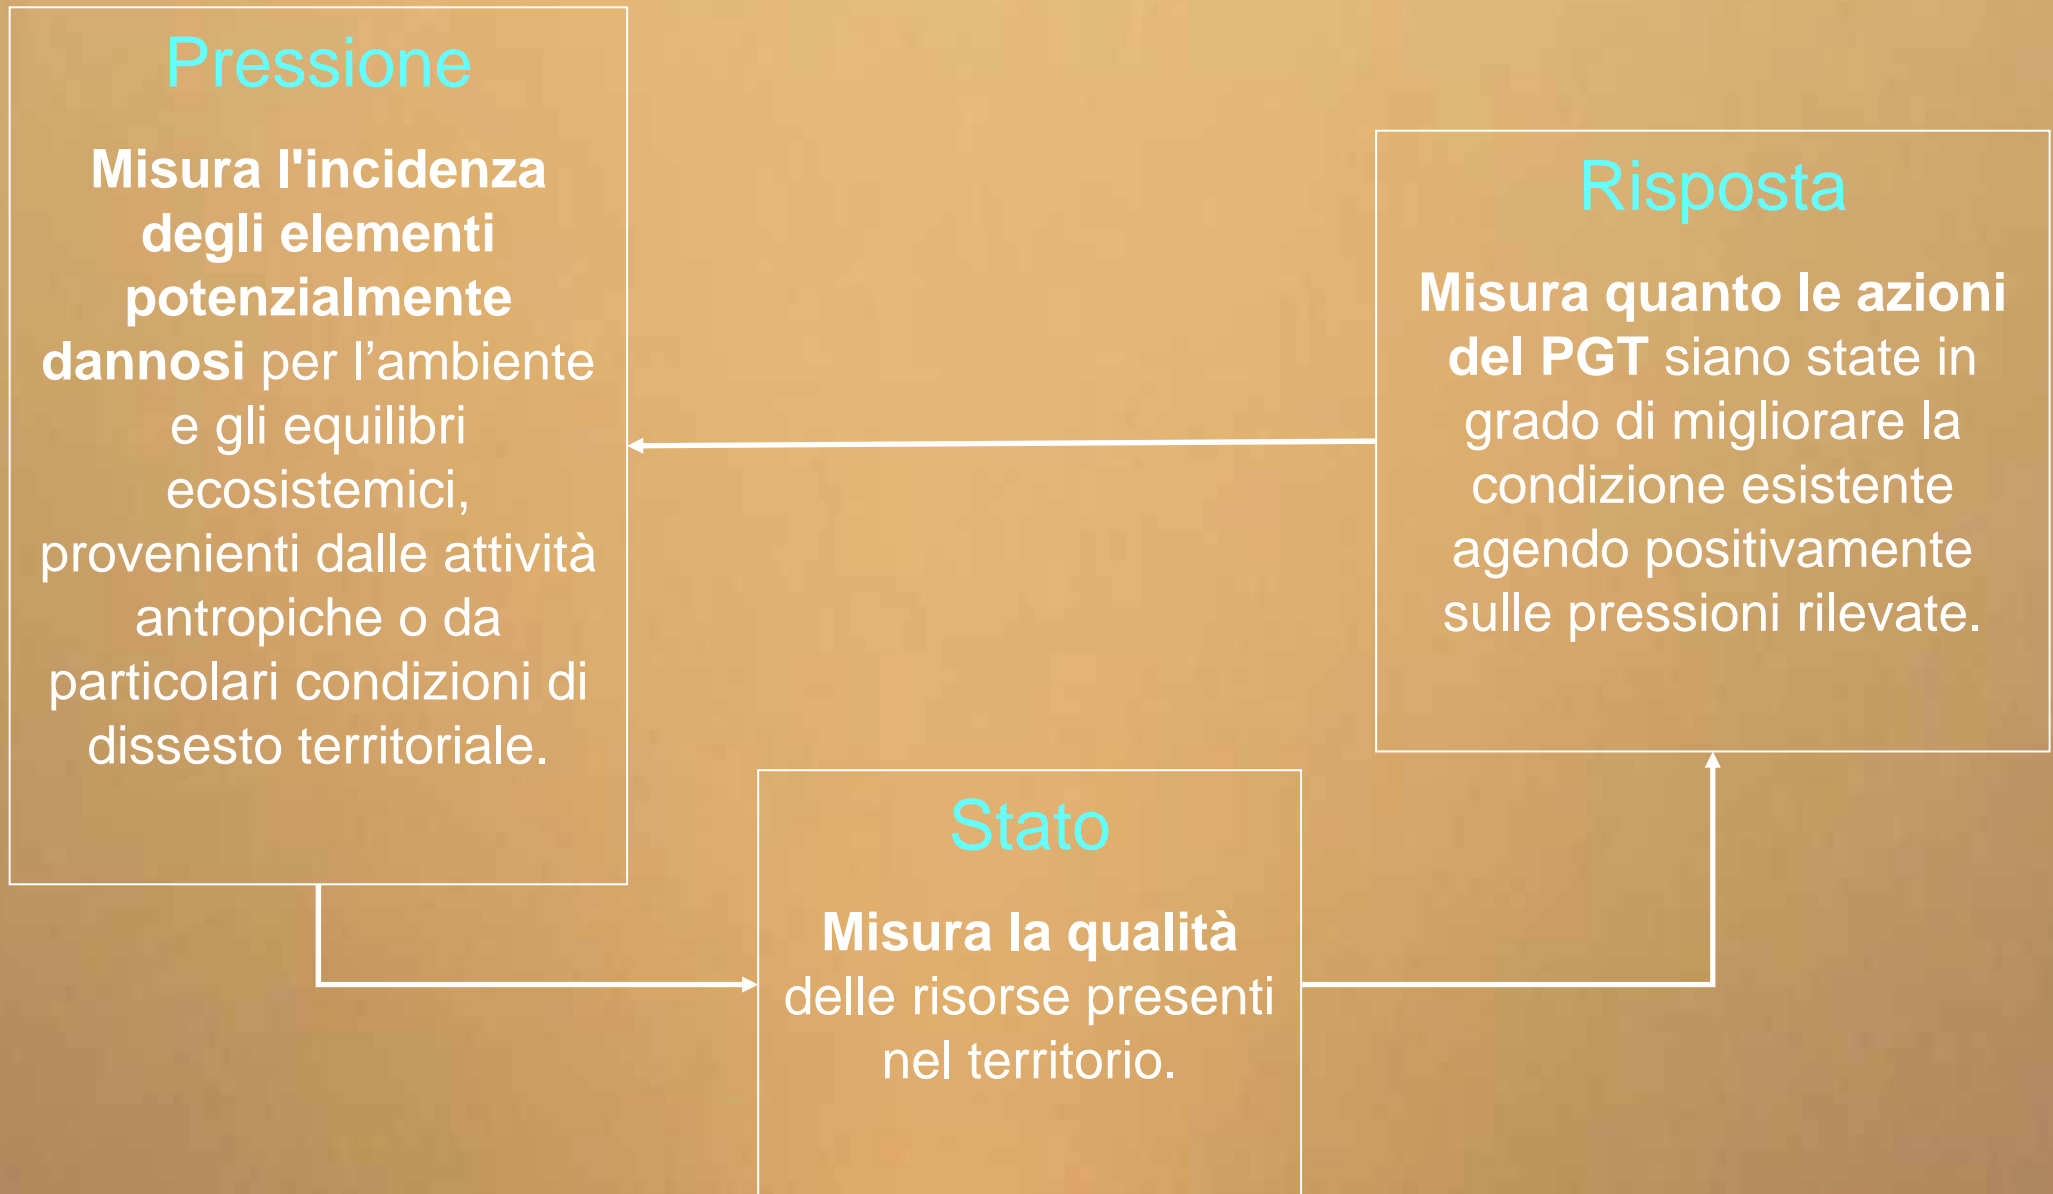 Pressione
Misura l'incidenza
degli elementi
potenzialmente
dannosi per l’ambiente
e gli equilibri
ecosistemici,
provenienti dalle attività
antropiche o da
particolari condizioni di
dissesto territoriale.
Risposta
Misura quanto le azioni
del PGT siano state in
grado di migliorare la
condizione esistente
agendo positivamente
sulle pressioni rilevate.
Stato
Misura la qualità
delle risorse presenti
nel territorio.